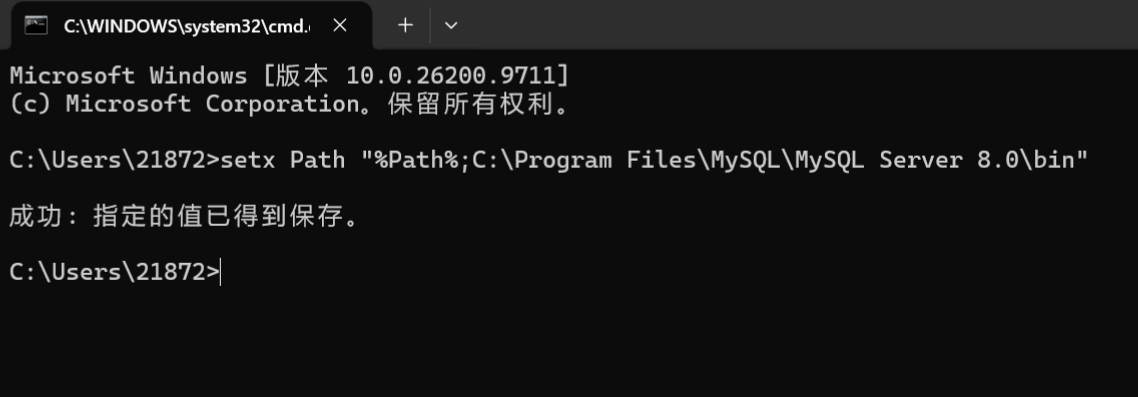 C:\WINDOWS\system32\cmd.
Microsoft Windows [版本 10.0.26200.9711]
(c) Microsoft Corporation。保留所有权利。
C:\Users\21872>setx Path "%Path%;C:\Program Files\MySQL\MySQL Server 8.0\bin"
成功: 指定的值已得到保存。
C:\Users\21872>